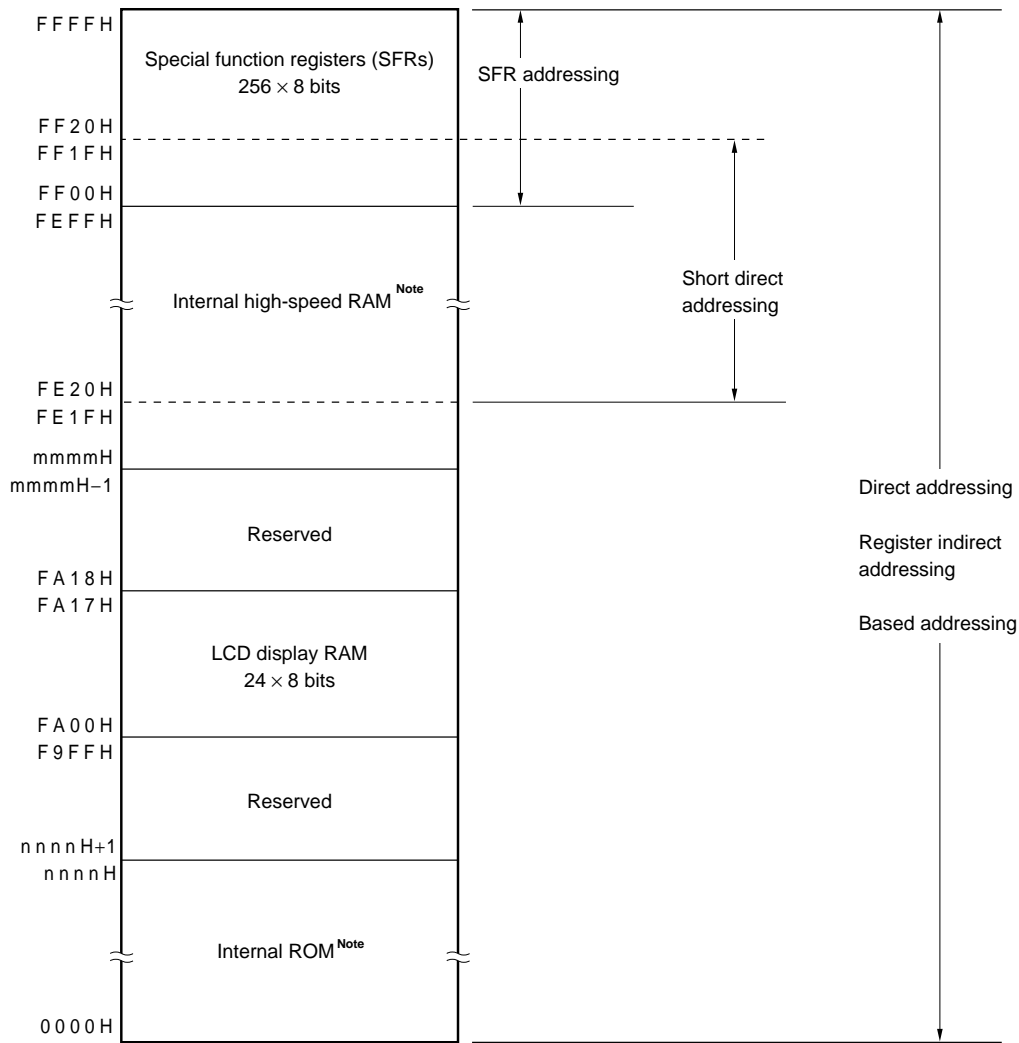 FFFFH
Special function registers (SFRs)
256 × 8 bits
SFR addressing
FF20H
FF1FH
FF00H
FEFFH
Internal high-speed RAM Note
Short direct
addressing
FE20H
FE1FH
mmmmH
mmmmH−1
Reserved
Direct addressing
Register indirect
addressing
Based addressing
FA18H
FA17H
LCD display RAM
24 × 8 bits
FA00H
F9FFH
Reserved
nnnnH+1
nnnnH
Internal ROM Note
0000H